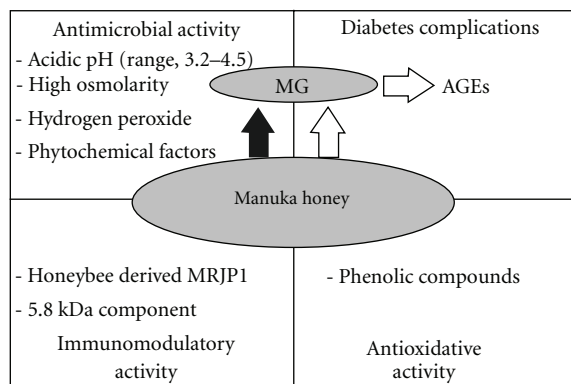 Antimicrobial activity
- Acidic pH (range, 3.2–4.5)
- High osmolarity
- Hydrogen peroxide
- Phytochemical factors
Diabetes complications
MG
AGEs
Manuka honey
- Honeybee derived MRJP1
- 5.8 kDa component
Immunomodulatory
activity
- Phenolic compounds
Antioxidative
activity